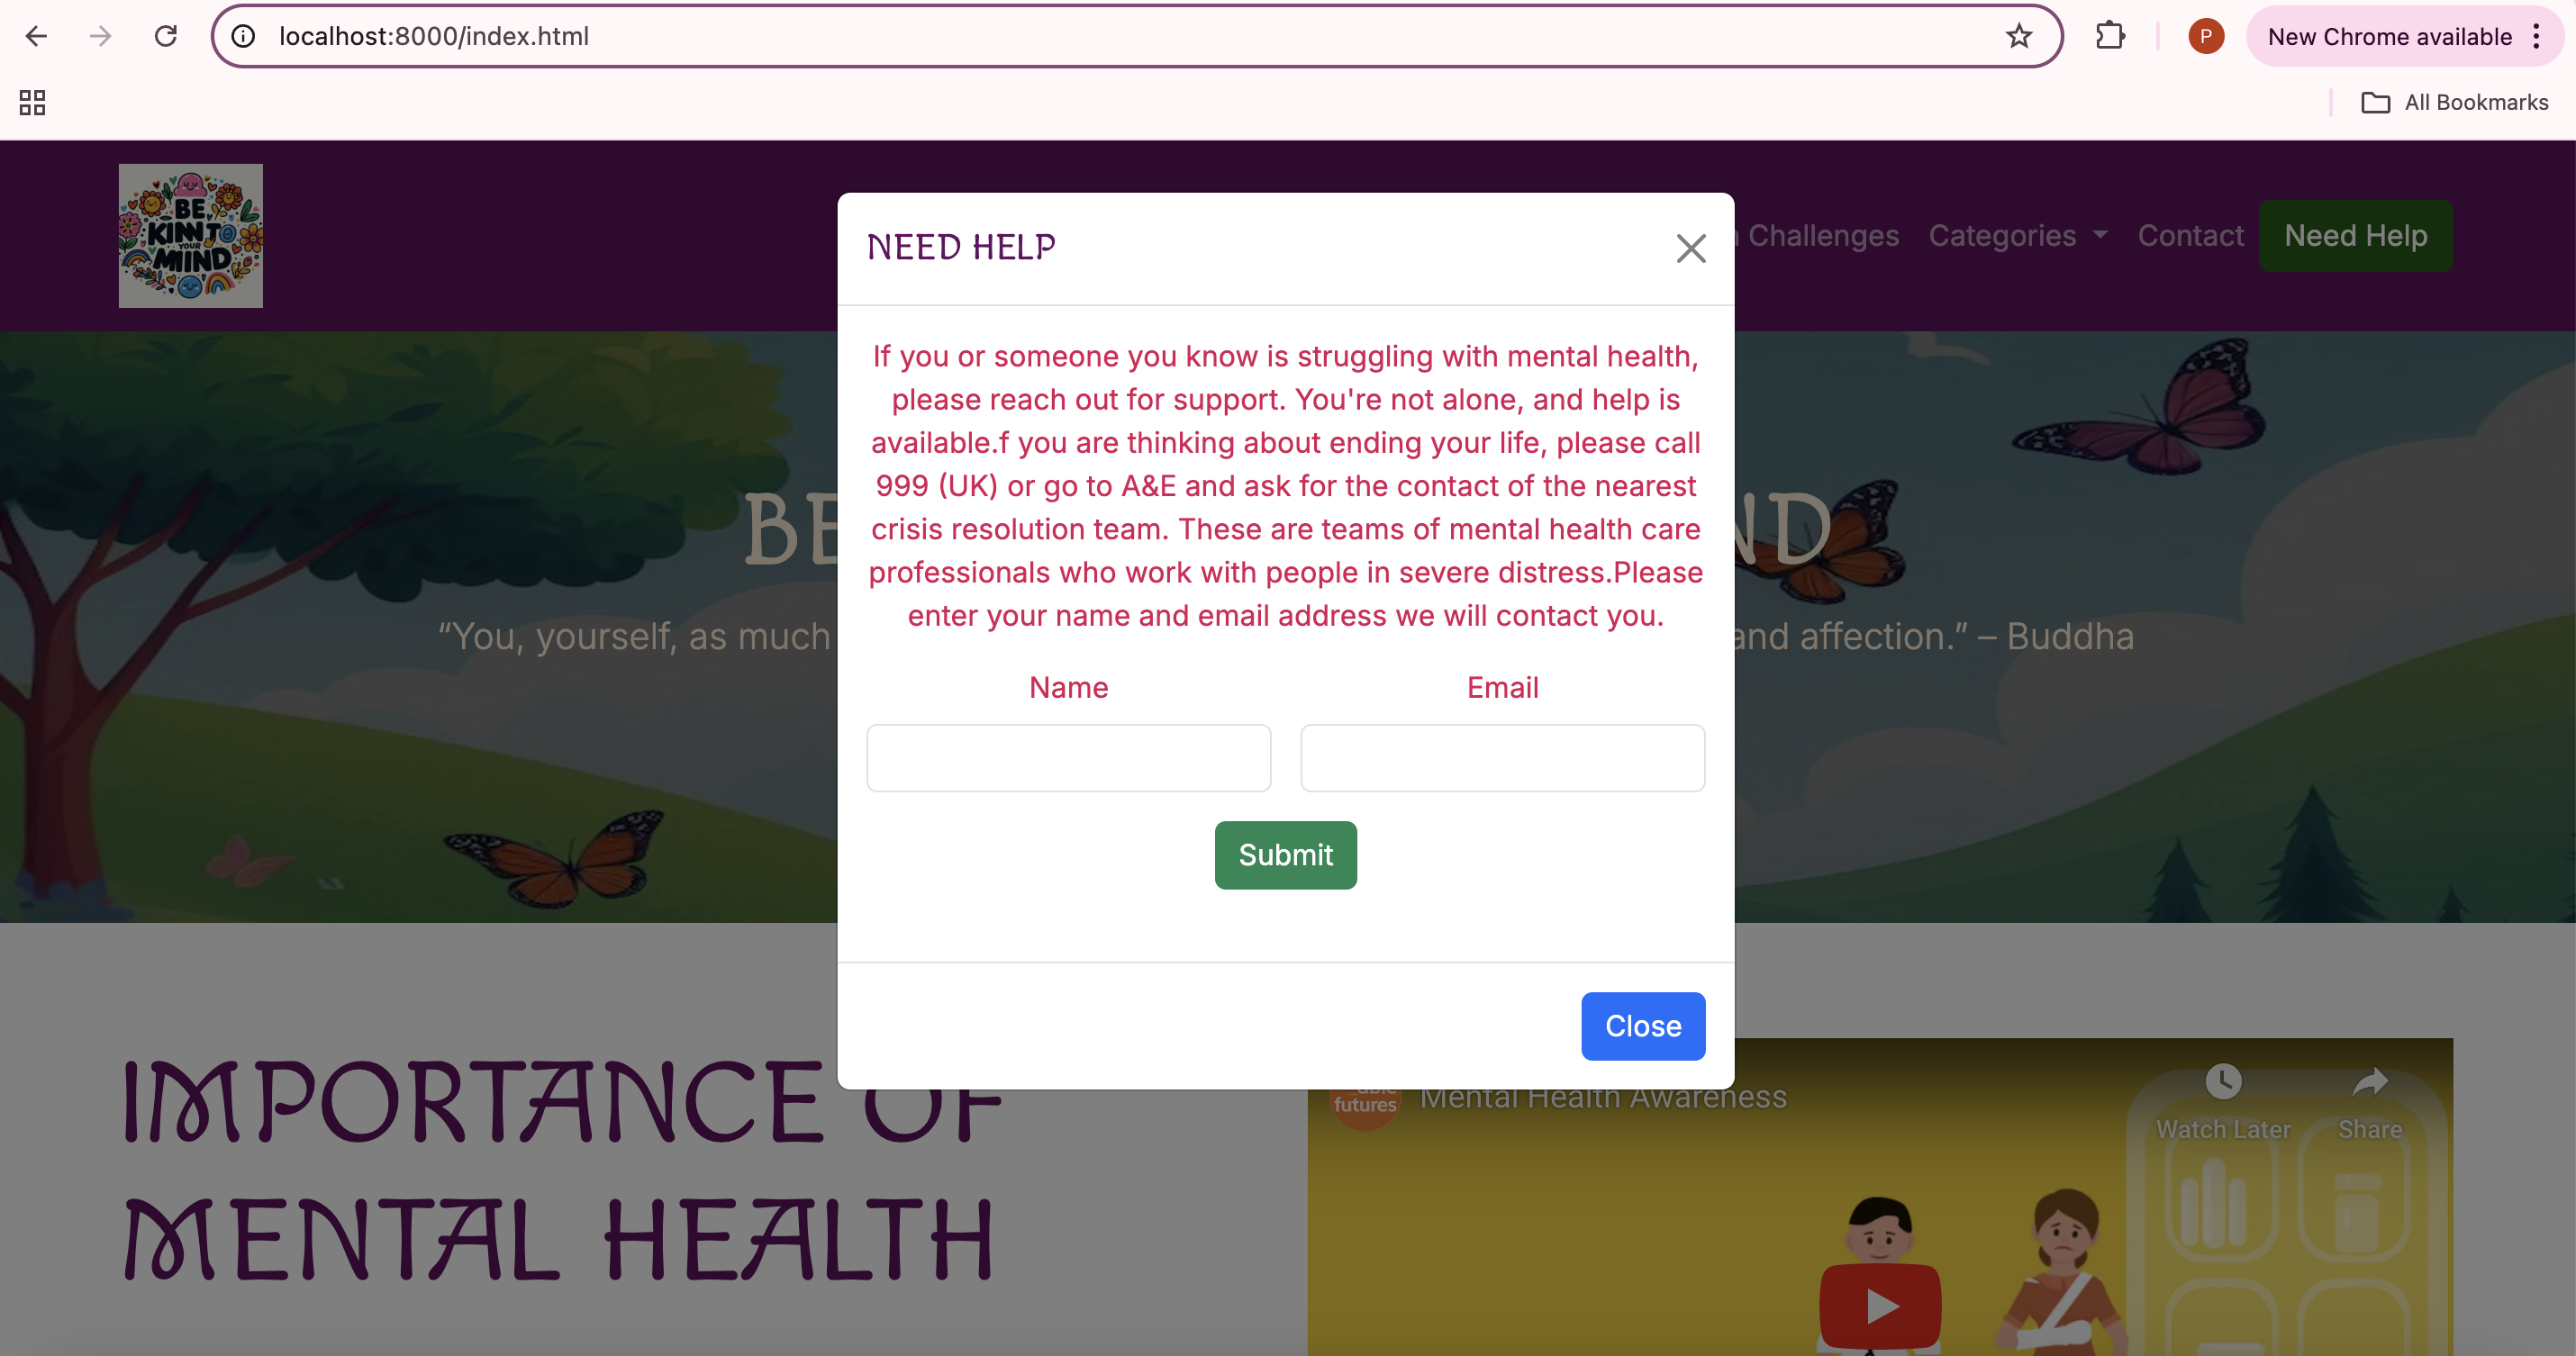 localhost:8000/index.html
P
New Chrome available
All Bookmarks
BE
KINN TO
YOUR
MIIND
Challenges
Categories
Contact
Need Help
NEED HELP
If you or someone you know is struggling with mental health,
please reach out for support. You're not alone, and help is
available.f you are thinking about ending your life, please call
999 (UK) or go to A&E and ask for the contact of the nearest
crisis resolution team. These are teams of mental health care
professionals who work with people in severe distress.Please
enter your name and email address we will contact you.
Name
Email
Submit
Close
BE
ND
“You, yourself, as much
and affection.” – Buddha
IMPORTANCE OF
MENTAL HEALTH
able
futures
Mental Health Awareness
Watch Later
Share